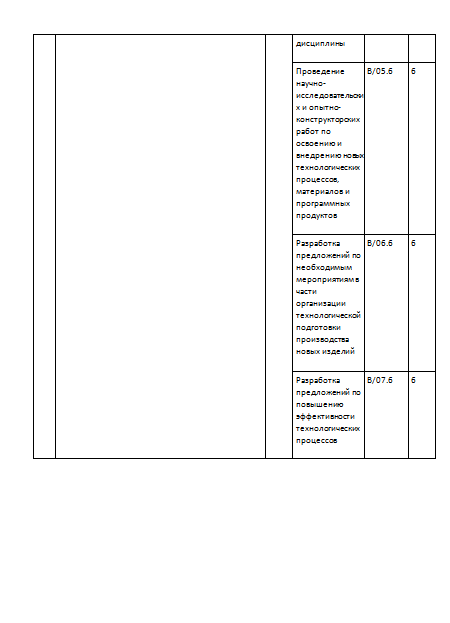 дисциплины
Проведение B/05.6 6
научно-
исследовательски
х и опытно-
конструкторских
работ по
освоению и
внедрению новых
технологических
процессов,
материалов и
программных
продуктов
Разработка B/06.6 6
предложений по
необходимым
мероприятиям в
части
организации
технологической
подготовки
производства
новых изделий
Разработка B/07.6 6
предложений по
повышению
эффективности
технологических
процессов